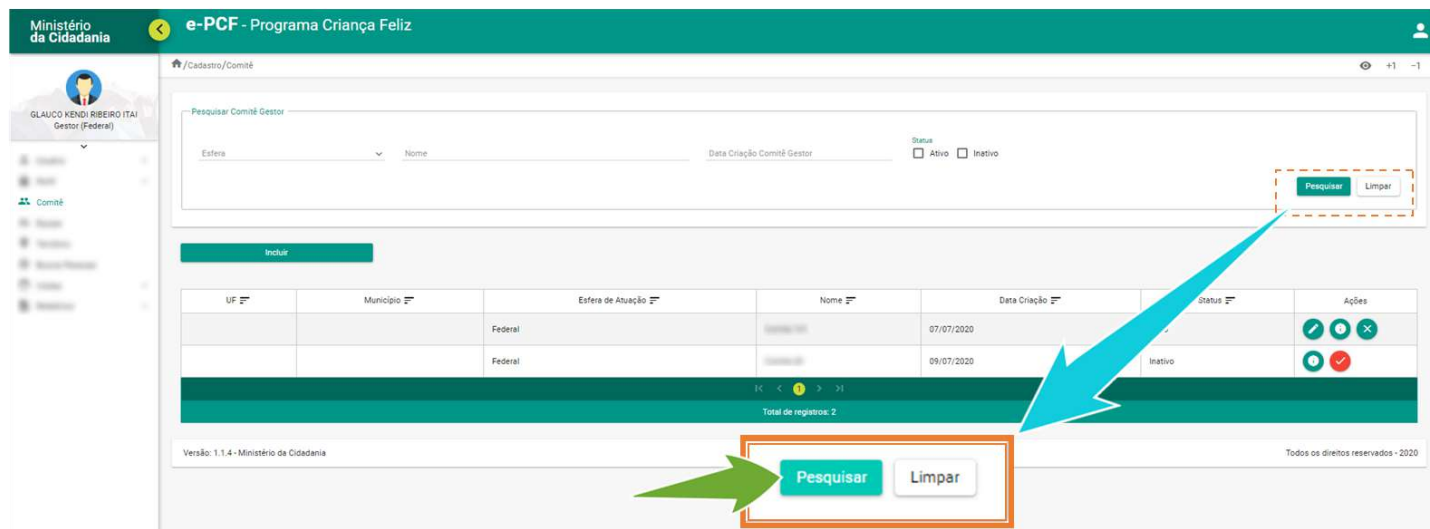 Ministério
da Cidadania
e-PCF - Programa Criança Feliz
/Cadastro/Comitê
+1 -1
GLAUCO KENDI RIBEIRO ITAI
Gestor (Federal)
Comitê
Pesquisar Comitê Gestor
Esfera
Nome
Data Criação Comitê Gestor
Status
Ativo
Inativo
Pesquisar
Limpar
Incluir
UF
Município
Esfera de Atuação
Nome
Data Criação
Status
Ações
Federal
07/07/2020
Federal
09/07/2020
Inativo
1
Total de registros: 2
Versão: 1.1.4 - Ministério da Cidadania
Todos os direitos reservados - 2020
Pesquisar
Limpar